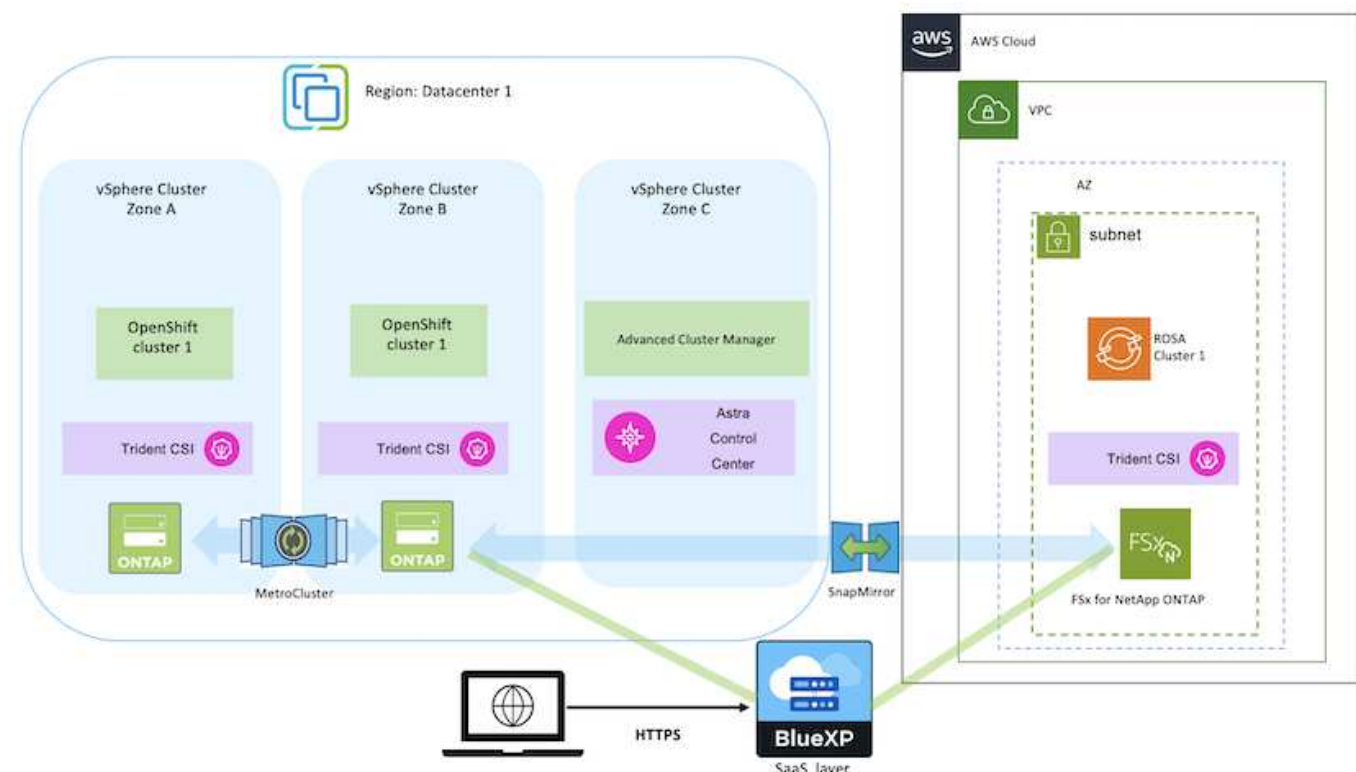 aws
AWS Cloud
Region: Datacenter 1
VPC
vSphere Cluster
Zone A
vSphere Cluster
Zone B
vSphere Cluster
Zone C
AZ
subnet
OpenShift
cluster 1
OpenShift
cluster 1
Advanced Cluster Manager
ROSA
Cluster 1
Trident CSI
Trident CSI
Astra
Control
Center
Trident CSI
ONTAP
ONTAP
FSx
N
MetroCluster
SnapMirror
FSx for NetApp ONTAP
HTTPS
BlueXP
SaaS layer